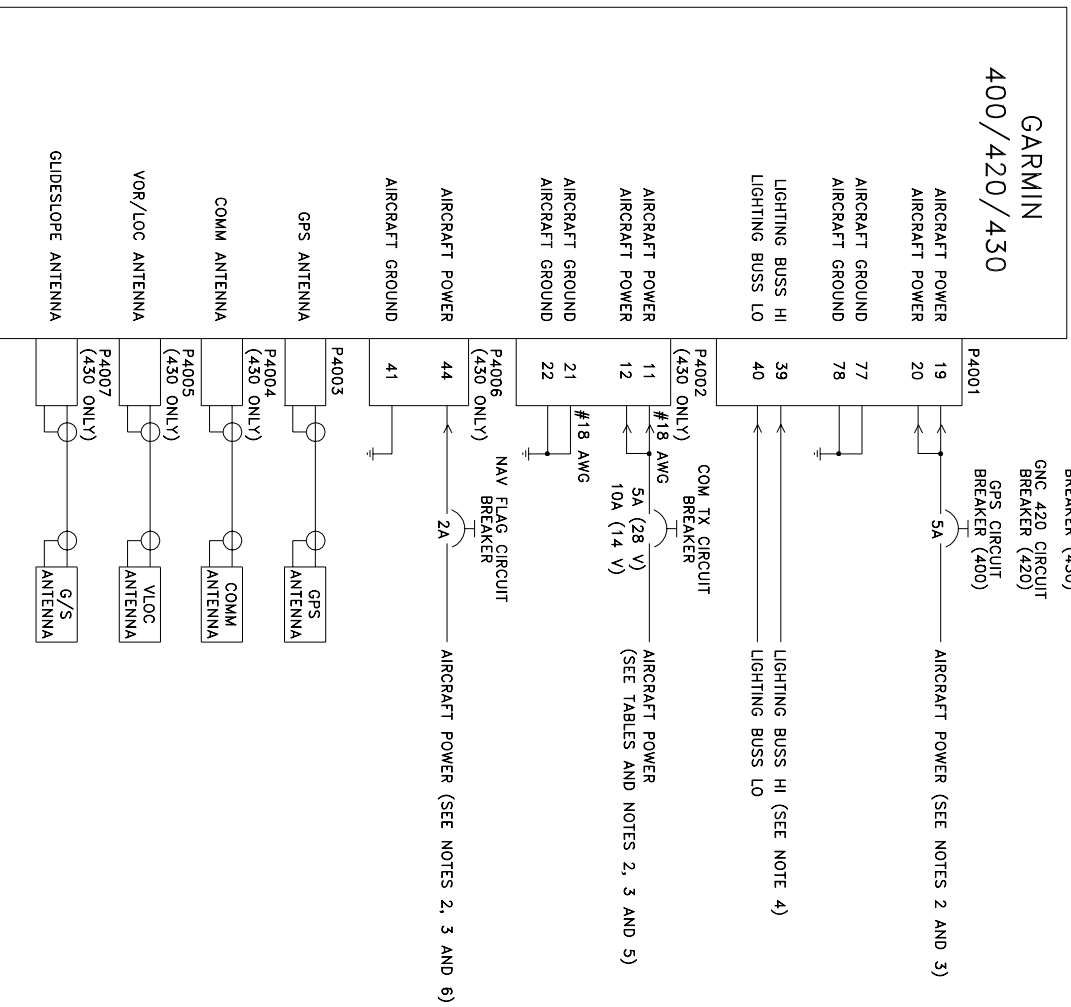 GARMIN
400/420/430
AIRCRAFT POWER
AIRCRAFT POWER
AIRCRAFT GROUND
AIRCRAFT GROUND
LIGHTING BUSS HI
LIGHTING BUSS LO
AIRCRAFT POWER
AIRCRAFT POWER
AIRCRAFT GROUND
AIRCRAFT GROUND
AIRCRAFT POWER
AIRCRAFT GROUND
GPS ANTENNA
COMM ANTENNA
VOR/LOC ANTENNA
GLIDESLOPE ANTENNA
P4001
19
20
77
78
39
40
P4002
(430 ONLY)
11
12
21
22
#18 AWG
#18 AWG
P4006
(430 ONLY)
44
41
P4003
P4004
(430 ONLY)
P4005
(430 ONLY)
P4007
(430 ONLY)
GNC 420 CIRCUIT
BREAKER (420)
GPS CIRCUIT
BREAKER (400)
5A
COM TX CIRCUIT
BREAKER
5A (28 V)
10A (14 V)
NAV FLAG CIRCUIT
BREAKER
2A
GPS
ANTENNA
COMM
ANTENNA
VLOC
ANTENNA
G/S
ANTENNA
AIRCRAFT POWER (SEE NOTES 2 AND 3)
LIGHTING BUSS HI (SEE NOTE 4)
LIGHTING BUSS LO
AIRCRAFT POWER
(SEE TABLES AND NOTES 2, 3 AND 5)
AIRCRAFT POWER (SEE NOTES 2, 3 AND 6)